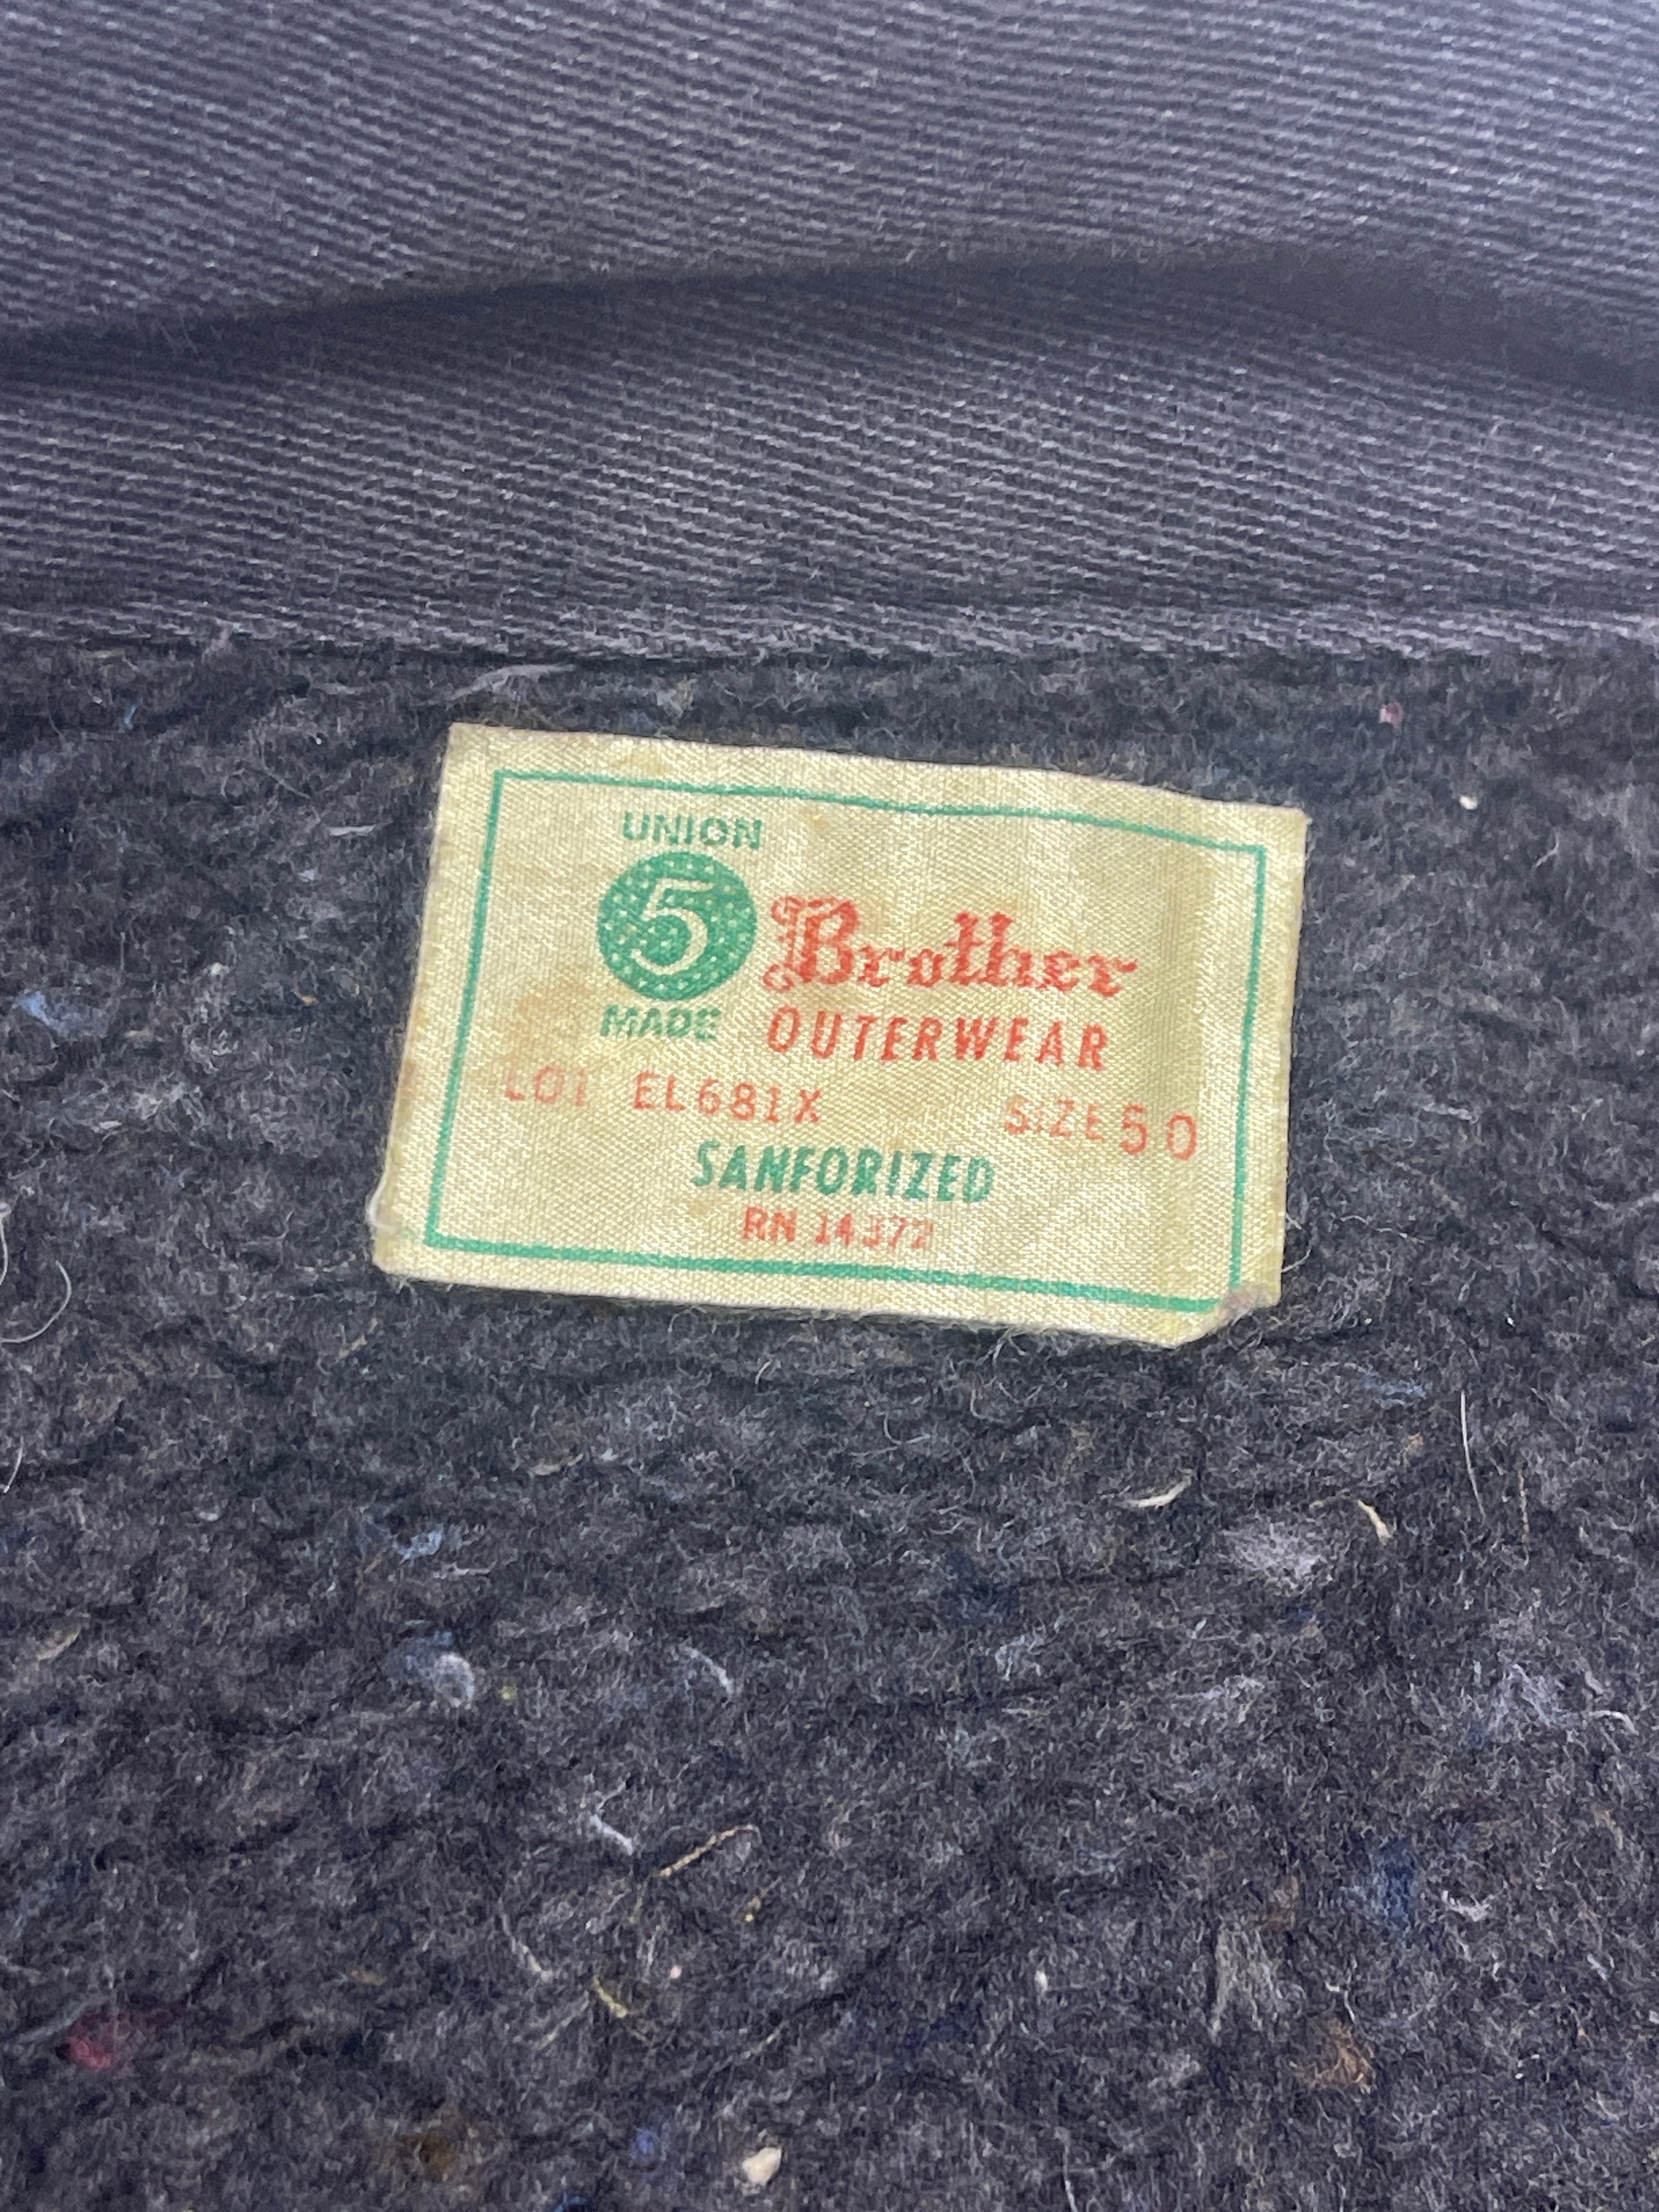 UNION
5 Brother
MADE OUTERWEAR
LOT EL681X SIZE 50
SANFORIZED
RN 14372